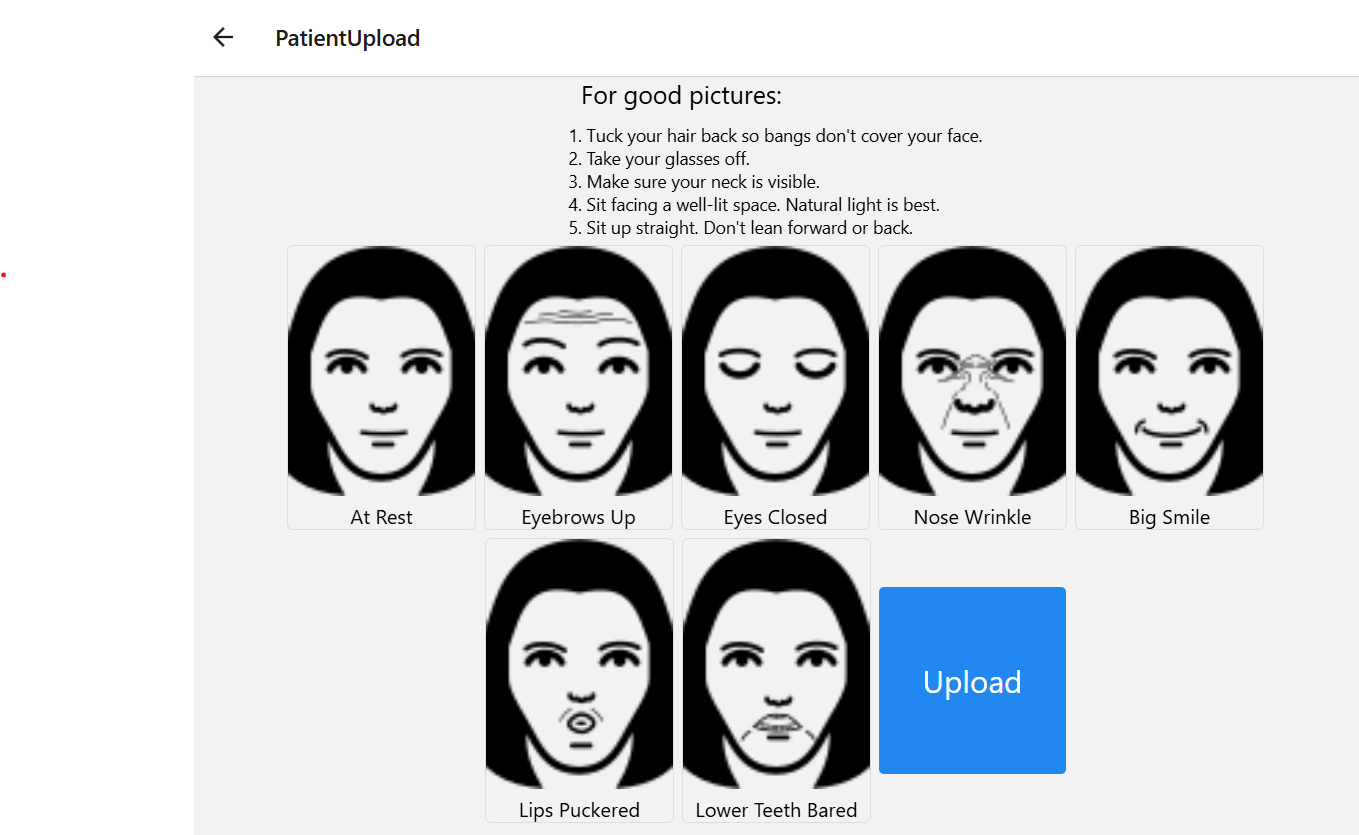 PatientUpload
For good pictures:
1. Tuck your hair back so bangs don't cover your face.
2. Take your glasses off.
3. Make sure your neck is visible.
4. Sit facing a well-lit space. Natural light is best.
5. Sit up straight. Don't lean forward or back.
At Rest
Eyebrows Up
Eyes Closed
Nose Wrinkle
Big Smile
Lips Puckered
Lower Teeth Bared
Upload